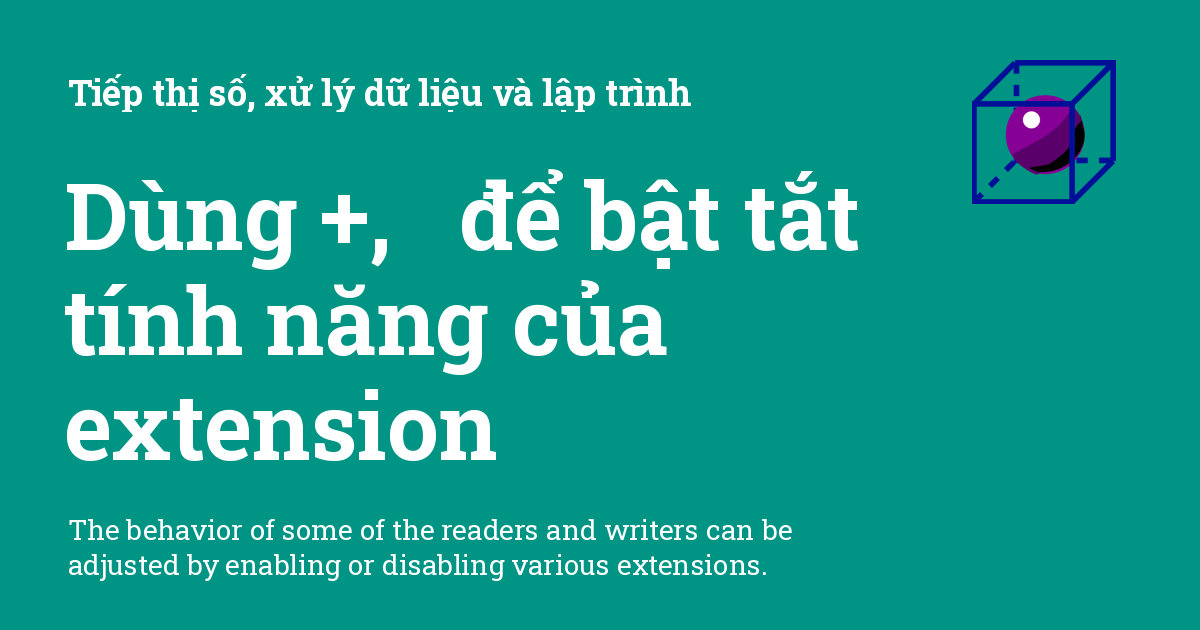 Tiếp thị số, xử lý dữ liệu và lập trình
Dùng +, để bật tắt
tính năng của
extension
The behavior of some of the readers and writers can be
adjusted by enabling or disabling various extensions.